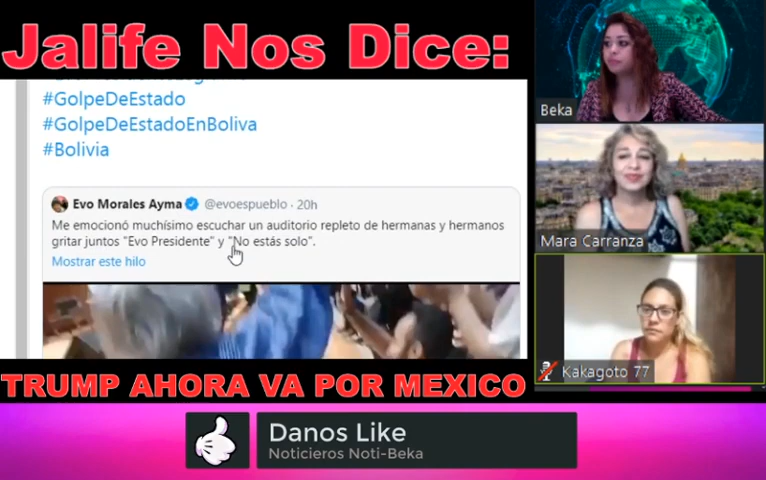 Jalife Nos Dice:
#GolpeDeEstado
#GolpeDeEstadoEnBoliva
#Bolivia
Evo Morales Ayma @evoespueblo · 20h
Me emocionó muchísimo escuchar un auditorio repleto de hermanas y hermanos
gritar juntos "Evo Presidente" y "No estás solo".
Mostrar este hilo
TRUMP AHORA VA POR MEXICO
Beka
Mara Carranza
Kakagoto 77
Danos Like
Noticieros Noti-Beka